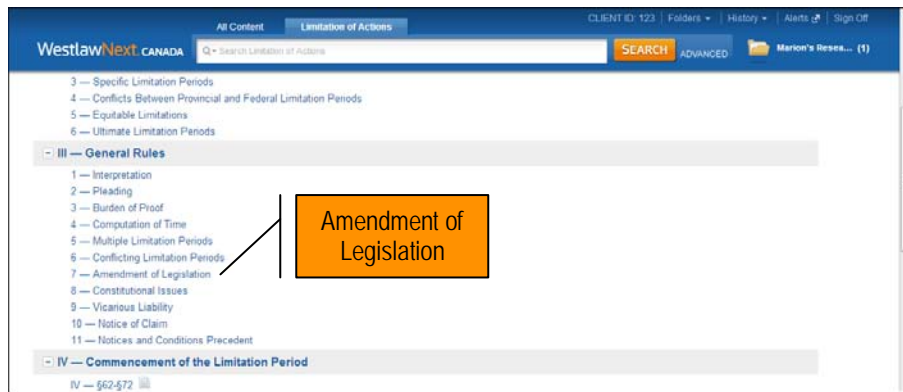 CLIENT ID: 123 | Folders | History | Alerts | Sign Off
All Content Limitation of Actions
WestlawNext CANADA Search Limitation of Actions SEARCH ADVANCED Marion's Resea... (1)
3 — Specific Limitation Periods
4 — Conflicts Between Provincial and Federal Limitation Periods
5 — Equitable Limitations
6 — Ultimate Limitation Periods
III — General Rules
1 — Interpretation
2 — Pleading
3 — Burden of Proof
4 — Computation of Time
5 — Multiple Limitation Periods
6 — Conflicting Limitation Periods
7 — Amendment of Legislation
8 — Constitutional Issues
9 — Vicarious Liability
10 — Notice of Claim
11 — Notices and Conditions Precedent
Amendment of
Legislation
IV — Commencement of the Limitation Period
IV — §62-§72